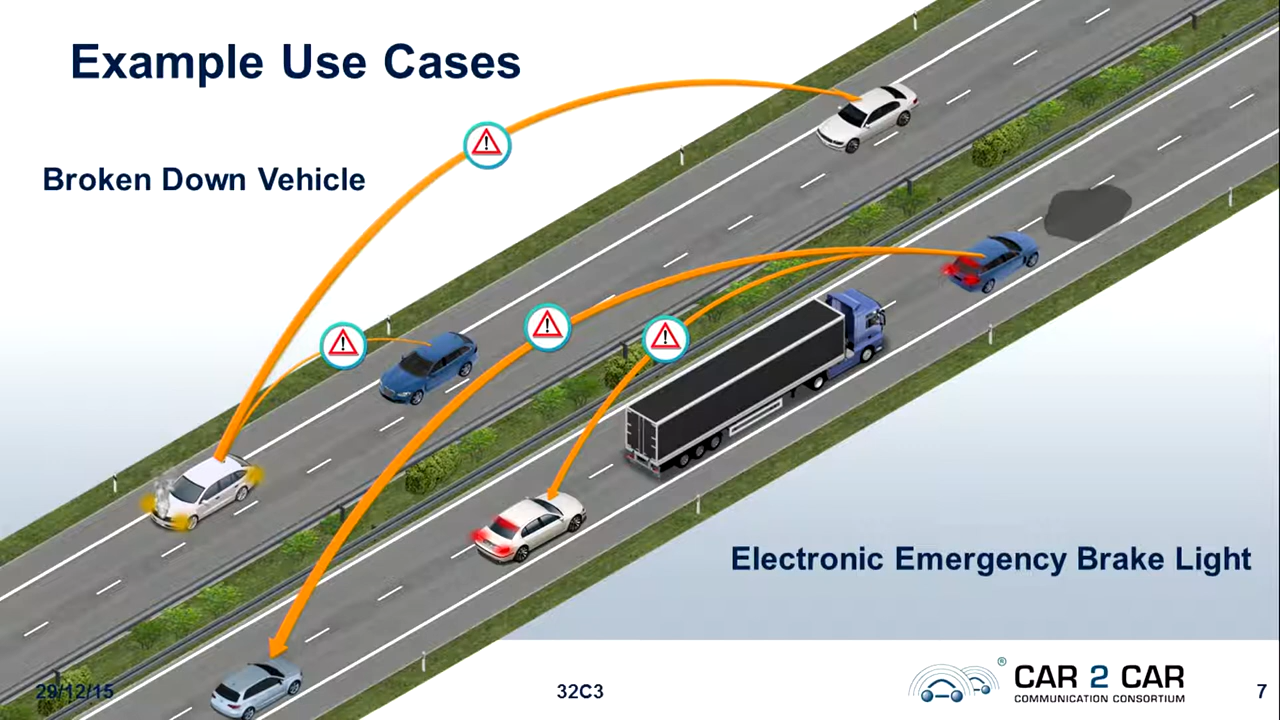 Example Use Cases
Broken Down Vehicle
Electronic Emergency Brake Light
29/12/15
32C3
®
CAR 2 CAR
COMMUNICATION CONSORTIUM
7